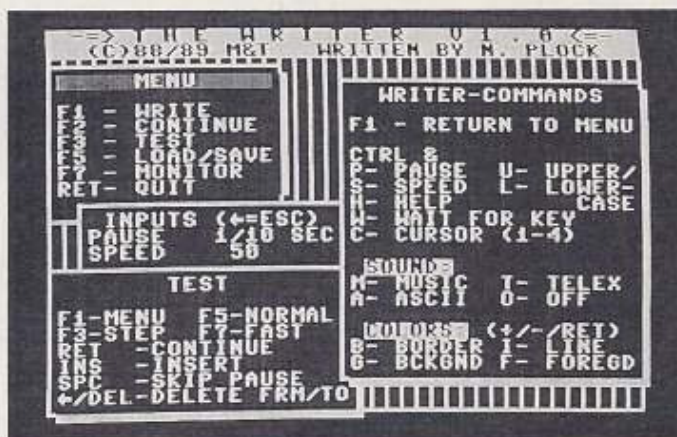 -=> T H E  W R I T E R  V 1 . 0 <=-
(C)88/89 M&T  WRITTEN BY N. PLOCK
MENU
F1 - WRITE
F2 - CONTINUE
F3 - TEST
F5 - LOAD/SAVE
F7 - MONITOR
RET- QUIT
INPUTS (←=ESC)
PAUSE 1/10 SEC
SPEED 50
TEST
F1-MENU F5-NORMAL
F3-STEP F7-FAST
RET -CONTINUE
INS -INSERT
SPC -SKIP PAUSE
←/DEL-DELETE FRM/TO
WRITER-COMMANDS
F1 - RETURN TO MENU
CTRL &
P- PAUSE U- UPPER/
S- SPEED L- LOWER-
H- HELP CASE
W- WAIT FOR KEY
C- CURSOR (1-4)
SOUND:
M- MUSIC T- TELEX
A- ASCII O- OFF
COLORS: (+/-/RET)
B- BORDER I- LINE
G- BCKGND F- FOREGD